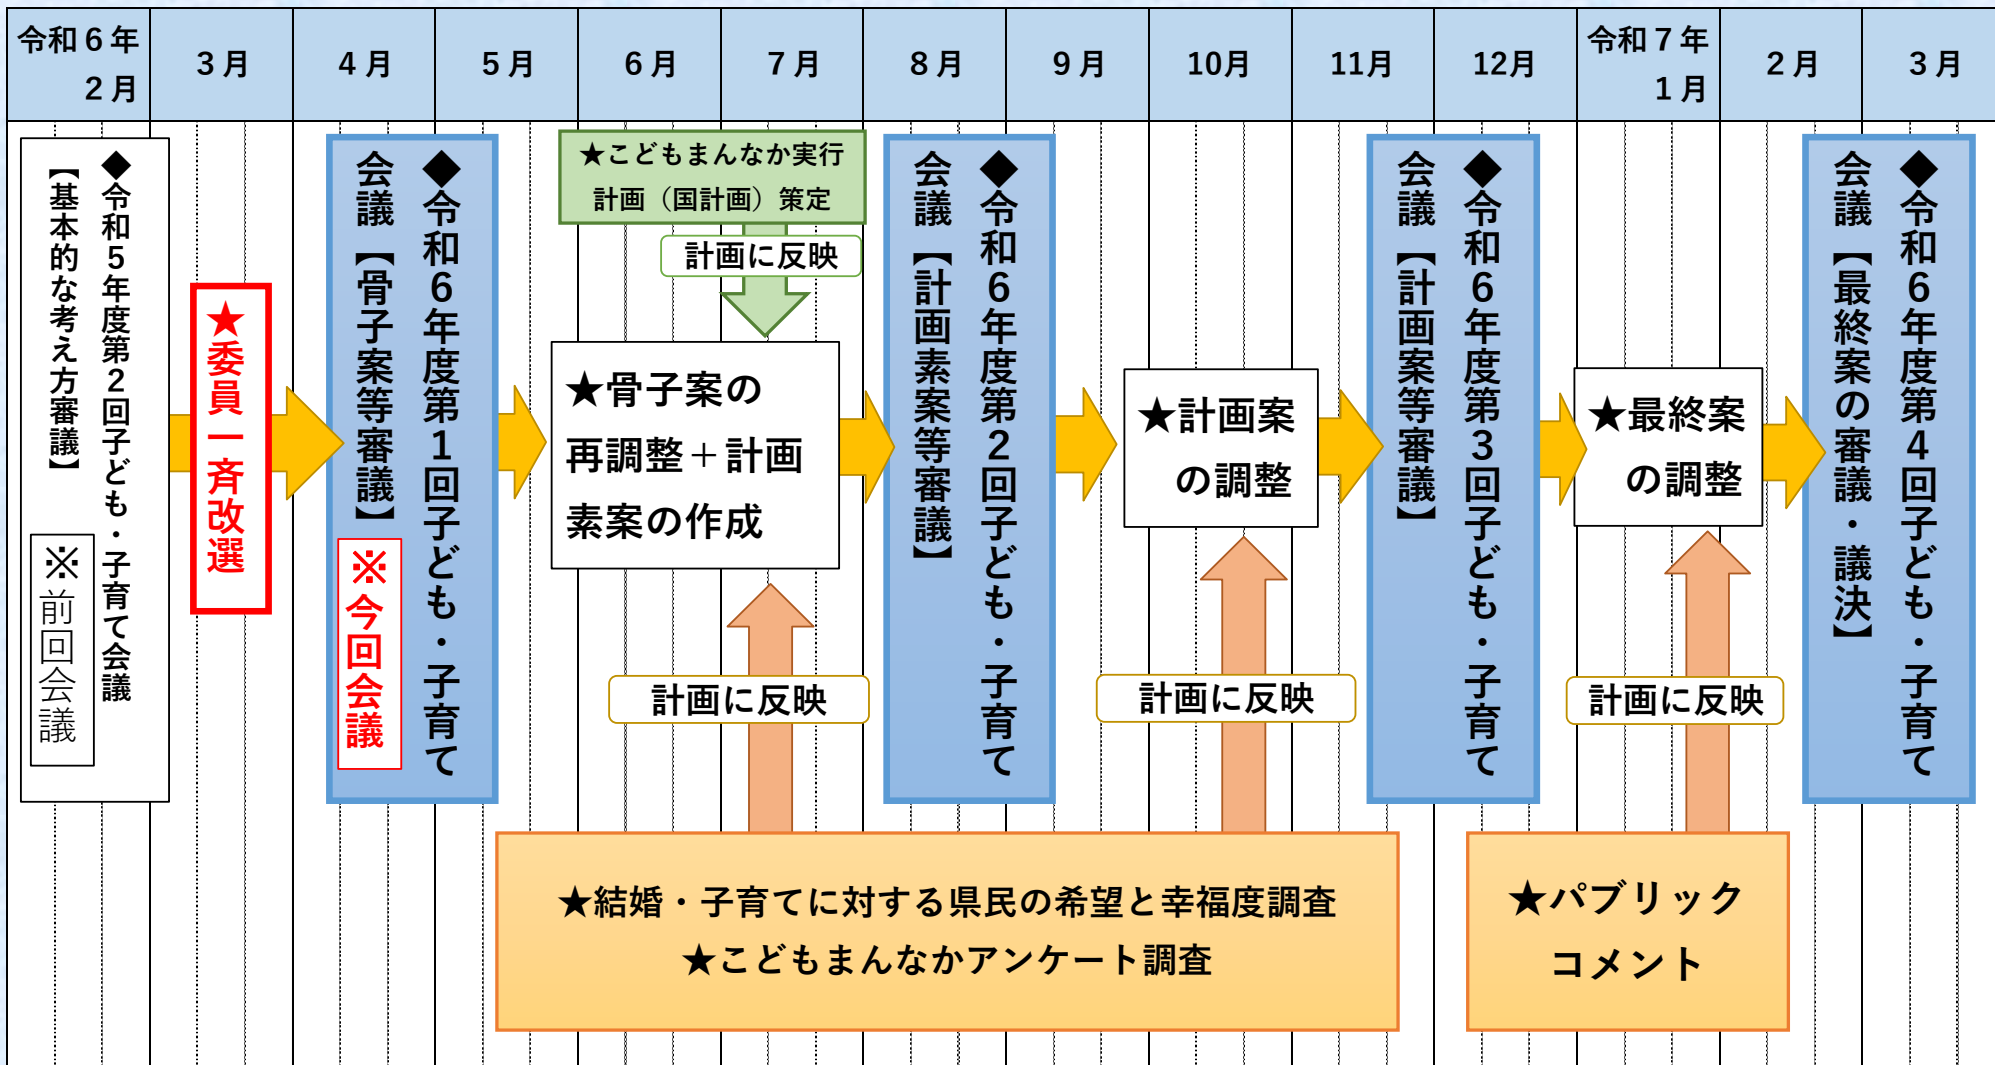 令和６年
２月
３月
４月
５月
６月
７月
８月
９月
10月
11月
12月
令和７年
１月
２月
３月
◆令和５年度第２回子ども・子育て会議
【基本的な考え方審議】
※前回会議
★委員一斉改選
◆令和６年度第１回子ども・子育て
会議【骨子案等審議】
※今回会議
★こどもまんなか実行
計画（国計画）策定
計画に反映
★骨子案の
再調整＋計画
素案の作成
計画に反映
◆令和６年度第２回子ども・子育て
会議【計画素案等審議】
★計画案
の調整
計画に反映
◆令和６年度第３回子ども・子育て
会議【計画案等審議】
★最終案
の調整
計画に反映
◆令和６年度第４回子ども・子育て
会議【最終案の審議・議決】
★結婚・子育てに対する県民の希望と幸福度調査
★こどもまんなかアンケート調査
★パブリック
コメント